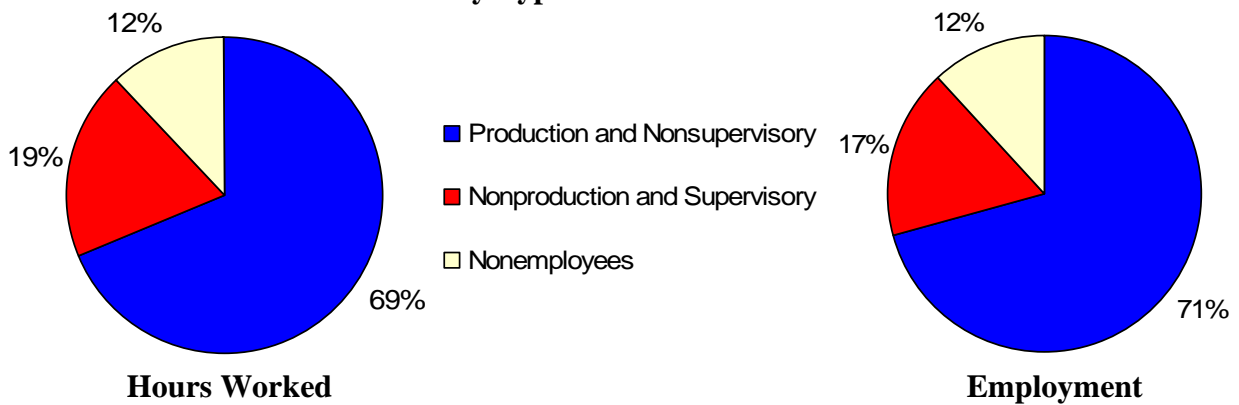 12%
19%
69%
Hours Worked
Production and Nonsupervisory
Nonproduction and Supervisory
Nonemployees
12%
17%
71%
Employment